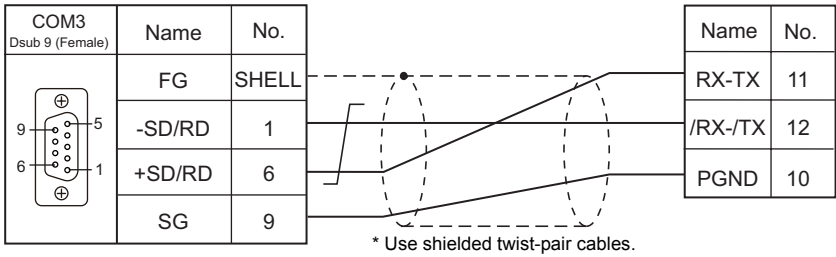 COM3
Dsub 9 (Female)
Name No.
FG SHELL
-SD/RD 1
+SD/RD 6
SG 9
9 5
6 1
Name No.
RX-TX 11
/RX-/TX 12
PGND 10
* Use shielded twist-pair cables.